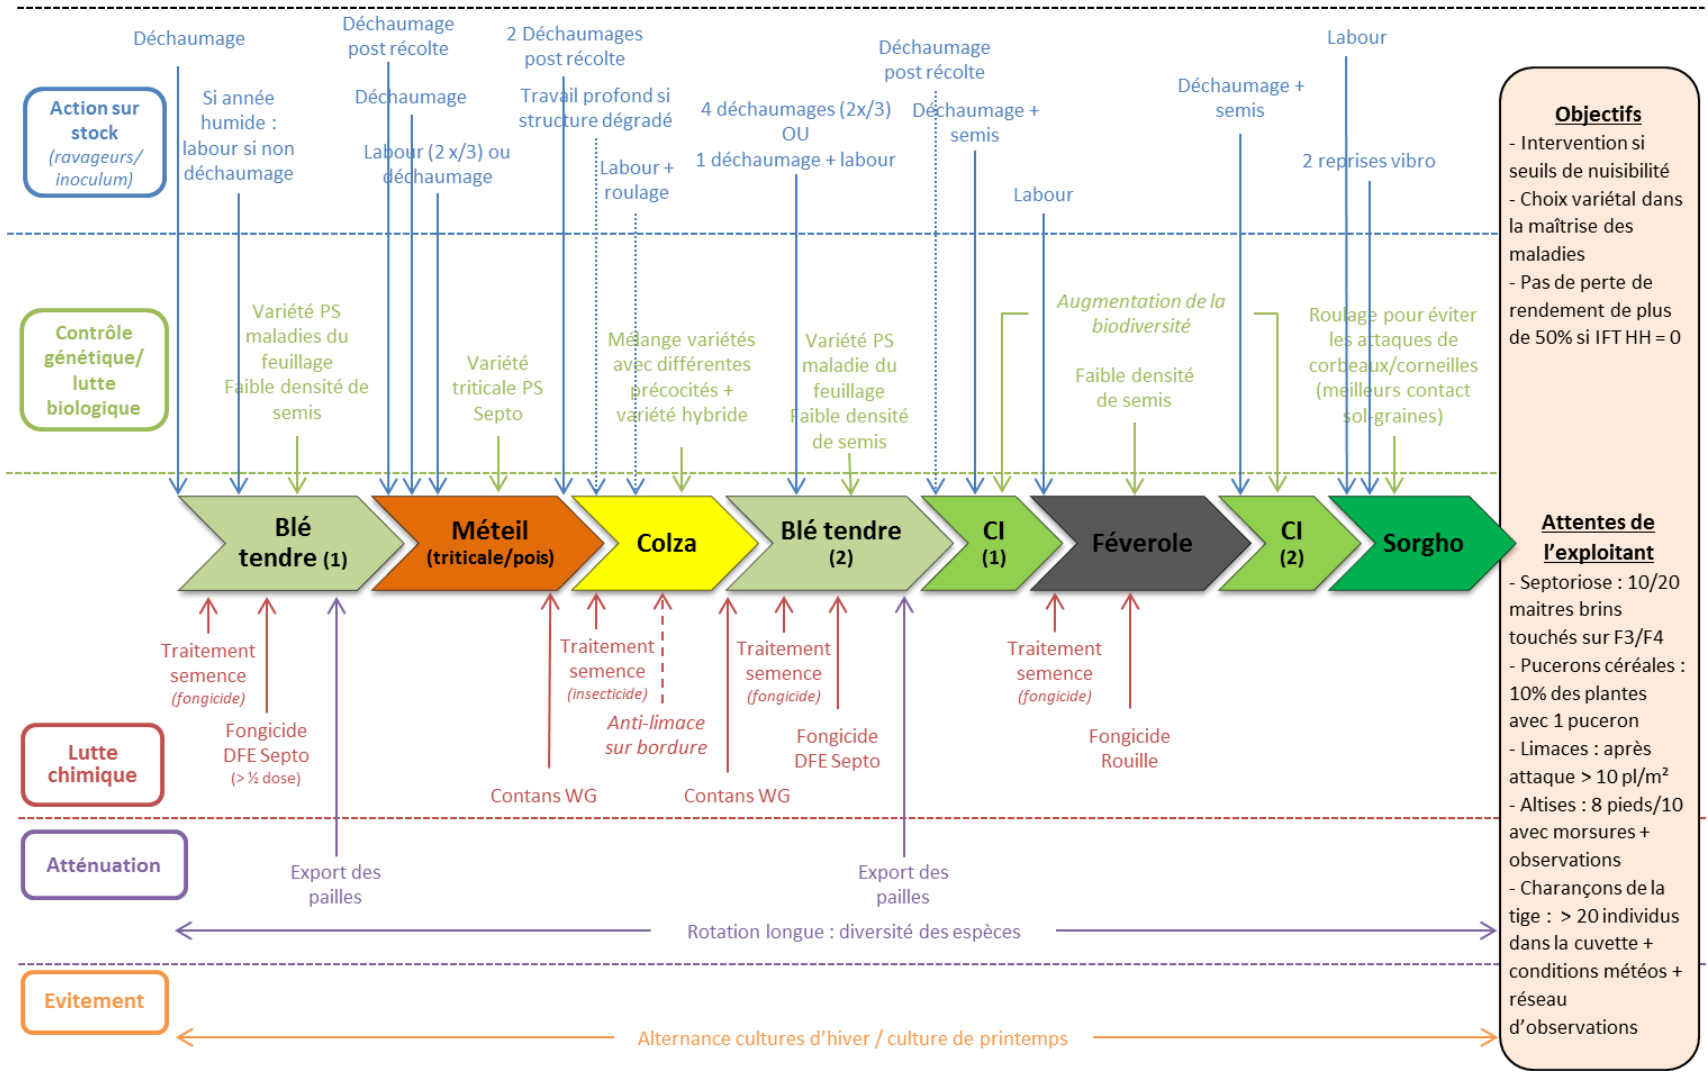 Déchaumage
Déchaumage
post récolte
2 Déchaumages
post récolte
Déchaumage
post récolte
Labour
Action sur
stock
(ravageurs/
inoculum)
Si année
humide :
labour si non
déchaumage
Déchaumage
Labour (2 x/3) ou
déchaumage
Travail profond si
structure dégradé
Labour +
roulage
4 déchaumages (2x/3)
OU
1 déchaumage + labour
Déchaumage +
semis
Labour
Déchaumage +
semis
2 reprises vibro
Contrôle
génétique/
lutte
biologique
Variété PS
maladies du
feuillage
Faible densité de
semis
Variété
triticale PS
Septo
Mélange variétés
avec différentes
précocités +
variété hybride
Variété PS
maladie du
feuillage
Faible densité
de semis
Augmentation de la
biodiversité
Faible densité
de semis
Roulage pour éviter
les attaques de
corbeaux/corneilles
(meilleurs contact
sol-graines)
Blé
tendre (1)
Méteil
(triticale/pois)
Colza
Blé tendre
(2)
CI
(1)
Féverole
CI
(2)
Sorgho
Lutte
chimique
Traitement
semence
(fongicide)
Fongicide
DFE Septo
(> ½ dose)
Contans WG
Traitement
semence
(insecticide)
Anti-limace
sur bordure
Contans WG
Traitement
semence
(fongicide)
Fongicide
DFE Septo
Traitement
semence
(fongicide)
Fongicide
Rouille
Atténuation
Export des
pailles
Export des
pailles
Rotation longue : diversité des espèces
Evitement
Alternance cultures d'hiver / culture de printemps
Objectifs
- Intervention si
seuils de nuisibilité
- Choix variétal dans
la maîtrise des
maladies
- Pas de perte de
rendement de plus
de 50% si IFT HH = 0
Attentes de
l'exploitant
- Septoriose : 10/20
maitres brins
touchés sur F3/F4
- Pucerons céréales :
10% des plantes
avec 1 puceron
- Limaces : après
attaque > 10 pl/m²
- Altises : 8 pieds/10
avec morsures +
observations
- Charançons de la
tige : > 20 individus
dans la cuvette +
conditions météos +
réseau
d'observations